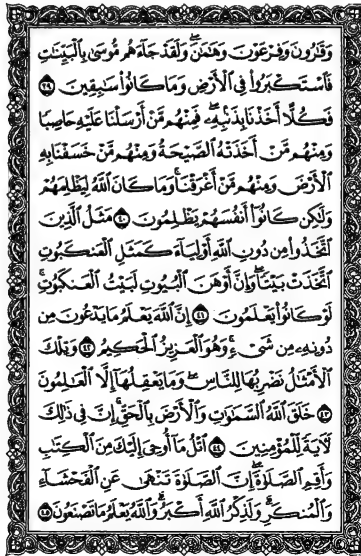 وَقَٰرُونَ وَفِرْعَوْنَ وَهَٰمَٰنَۖ وَلَقَدْ جَآءَهُم مُّوسَىٰ بِٱلْبَيِّنَٰتِ
فَٱسْتَكْبَرُوا۟ فِى ٱلْأَرْضِ وَمَا كَانُوا۟ سَٰبِقِينَ ٣٩
فَكُلًّا أَخَذْنَا بِذَنۢبِهِۦۖ فَمِنْهُم مَّنْ أَرْسَلْنَا عَلَيْهِ حَاصِبًا
وَمِنْهُم مَّنْ أَخَذَتْهُ ٱلصَّيْحَةُ وَمِنْهُم مَّنْ خَسَفْنَا بِهِ
ٱلْأَرْضَ وَمِنْهُم مَّنْ أَغْرَقْنَاۚ وَمَا كَانَ ٱللَّهُ لِيَظْلِمَهُمْ
وَلَٰكِن كَانُوٓا۟ أَنفُسَهُمْ يَظْلِمُونَ ٤٠ مَثَلُ ٱلَّذِينَ
ٱتَّخَذُوا۟ مِن دُونِ ٱللَّهِ أَوْلِيَآءَ كَمَثَلِ ٱلْعَنكَبُوتِ
ٱتَّخَذَتْ بَيْتًاۖ وَإِنَّ أَوْهَنَ ٱلْبُيُوتِ لَبَيْتُ ٱلْعَنكَبُوتِۚ
لَوْ كَانُوا۟ يَعْلَمُونَ ٤١ إِنَّ ٱللَّهَ يَعْلَمُ مَا يَدْعُونَ مِن
دُونِهِۦ مِن شَىْءٍۚ وَهُوَ ٱلْعَزِيزُ ٱلْحَكِيمُ ٤٢ وَتِلْكَ
ٱلْأَمْثَٰلُ نَضْرِبُهَا لِلنَّاسِۖ وَمَا يَعْقِلُهَآ إِلَّا ٱلْعَٰلِمُونَ
٤٣ خَلَقَ ٱللَّهُ ٱلسَّمَٰوَٰتِ وَٱلْأَرْضَ بِٱلْحَقِّۚ إِنَّ فِى ذَٰلِكَ
لَءَايَةً لِّلْمُؤْمِنِينَ ٤٤ ٱتْلُ مَآ أُوحِىَ إِلَيْكَ مِنَ ٱلْكِتَٰبِ
وَأَقِمِ ٱلصَّلَوٰةَۖ إِنَّ ٱلصَّلَوٰةَ تَنْهَىٰ عَنِ ٱلْفَحْشَآءِ
وَٱلْمُنكَرِۗ وَلَذِكْرُ ٱللَّهِ أَكْبَرُۗ وَٱللَّهُ يَعْلَمُ مَا تَصْنَعُونَ ٤٥